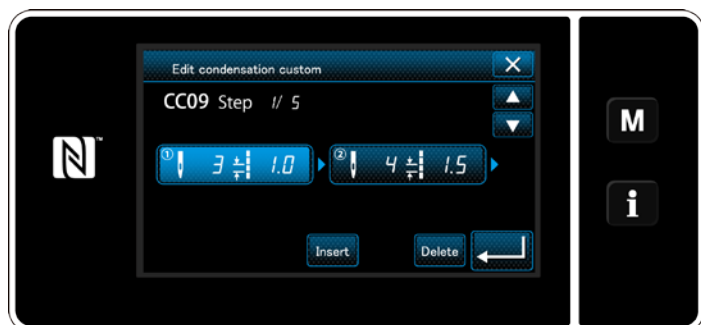 Edit condensation custom
CC09 Step 1/ 5
M
① 3 1.0 ② 4 1.5
i
Insert Delete